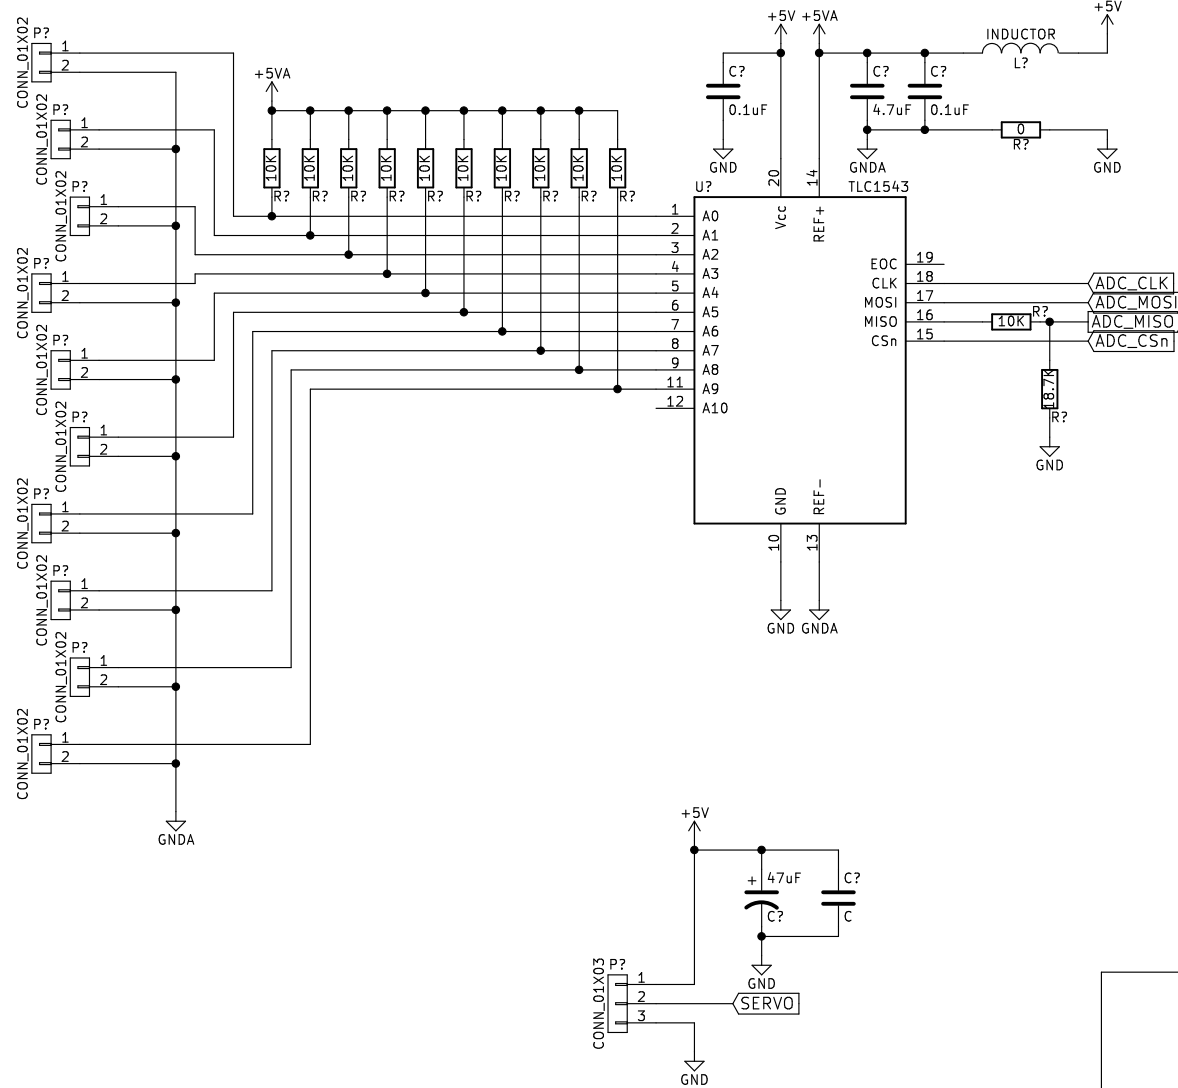 +5V
+5VA
+5V
INDUCTOR
L?
C?
0.1uF
GND
C?
4.7uF
C?
0.1uF
GNDA
0
R?
GND
+5VA
10K
R?
10K
R?
10K
R?
10K
R?
10K
R?
10K
R?
10K
R?
10K
R?
10K
R?
10K
R?
P?
CONN_01X02
1
2
P?
CONN_01X02
1
2
P?
CONN_01X02
1
2
P?
CONN_01X02
1
2
P?
CONN_01X02
1
2
P?
CONN_01X02
1
2
P?
CONN_01X02
1
2
P?
CONN_01X02
1
2
P?
CONN_01X02
1
2
P?
CONN_01X02
1
2
GNDA
U?
TLC1543
20
Vcc
14
REF+
1 A0
2 A1
3 A2
4 A3
5 A4
6 A5
7 A6
8 A7
9 A8
11 A9
12 A10
EOC 19
CLK 18
MOSI 17
MISO 16
CSn 15
ADC_CLK
ADC_MOSI
ADC_MISO
ADC_CSn
10K
R?
18.7K
R?
GND
GND
10
REF-
13
GND
GNDA
+5V
+
47uF
C?
C?
C
GND
P?
CONN_01X03
1
2
3
SERVO
GND